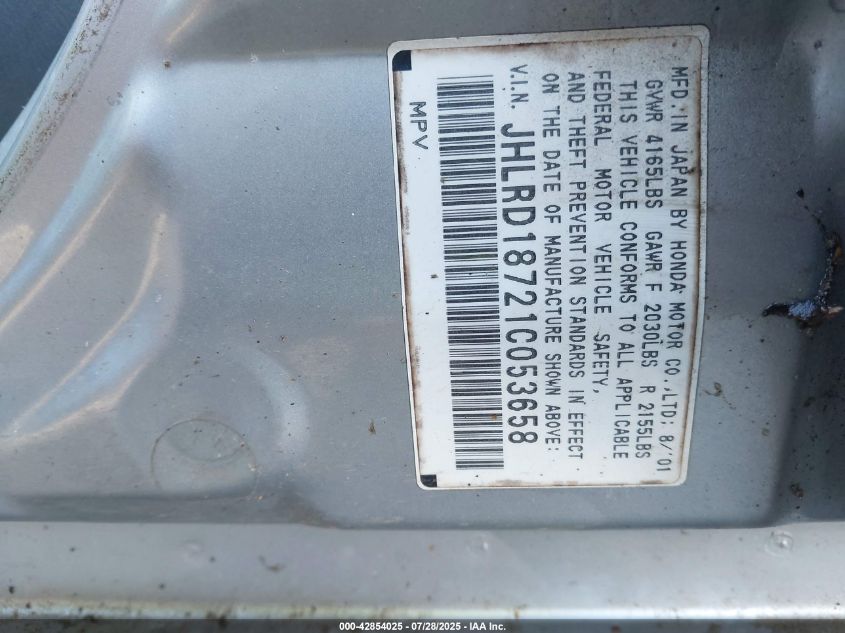 MFD. IN JAPAN BY HONDA MOTOR CO.,LTD; 8/'01
GVWR 4165LBS GAWR F 2030LBS R 2155LBS
THIS VEHICLE CONFORMS TO ALL APPLICABLE
FEDERAL MOTOR VEHICLE SAFETY,
AND THEFT PREVENTION STANDARDS IN EFFECT
ON THE DATE OF MANUFACTURE SHOWN ABOVE:
V.I.N. JHLRD18721C053658
MPV
000-42854025 - 07/28/2025 - IAA Inc.